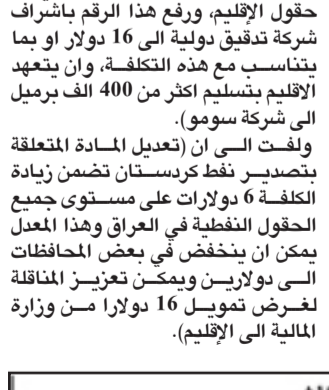 حقول الإقليم، ورفع هذا الرقم باشراف
شركة تدقيق دولية الى 16 دولار او بما
يتناسب مع هذه التكلفة، وان يتعهد
الاقليم بتسليم اكثر من 400 الف برميل
الى شركة سومو).
ولفت الى ان (تعديل المادة المتعلقة
بتصدير نفط كردستان تضمن زيادة
الكلفة 6 دولارات على مستوى جميع
الحقول النفطية في العراق وهذا المعدل
يمكن ان ينخفض في بعض المحافظات
الى دولارين ويمكن تعزيز المناقلة
لغرض تمويل 16 دولارا من وزارة
المالية الى الإقليم).